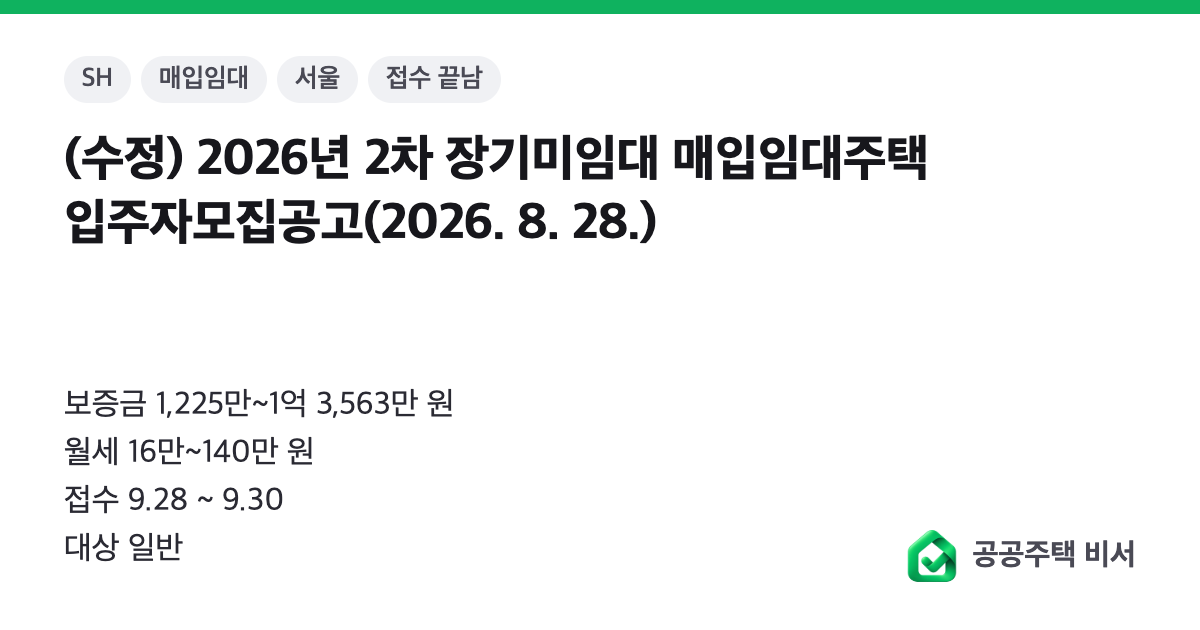 SH 매입임대 서울 접수 끝남
(수정) 2026년 2차 장기미임대 매입임대주택
입주자모집공고(2026. 8. 28.)
보증금 1,225만~1억 3,563만 원
월세 16만~140만 원
접수 9.28 ~ 9.30
대상 일반
공공주택 비서